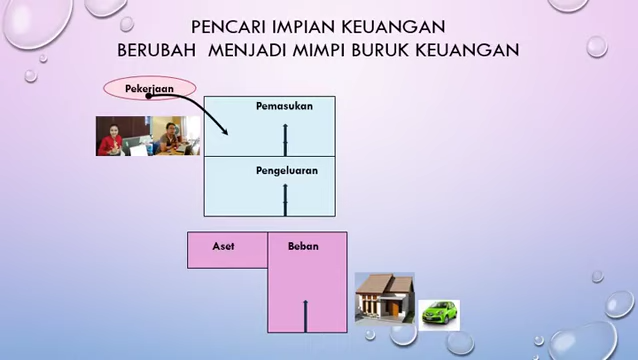 PENCARI IMPIAN KEUANGAN
BERUBAH MENJADI MIMPI BURUK KEUANGAN
Pekerjaan
Pemasukan
Pengeluaran
Aset
Beban